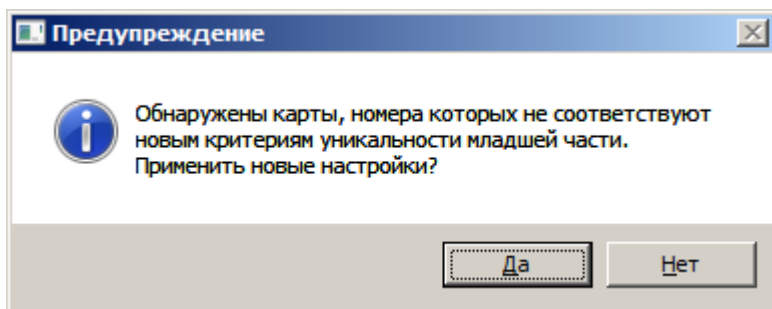 Предупреждение
Обнаружены карты, номера которых не соответствуют
новым критериям уникальности младшей части.
Применить новые настройки?
Да
Нет